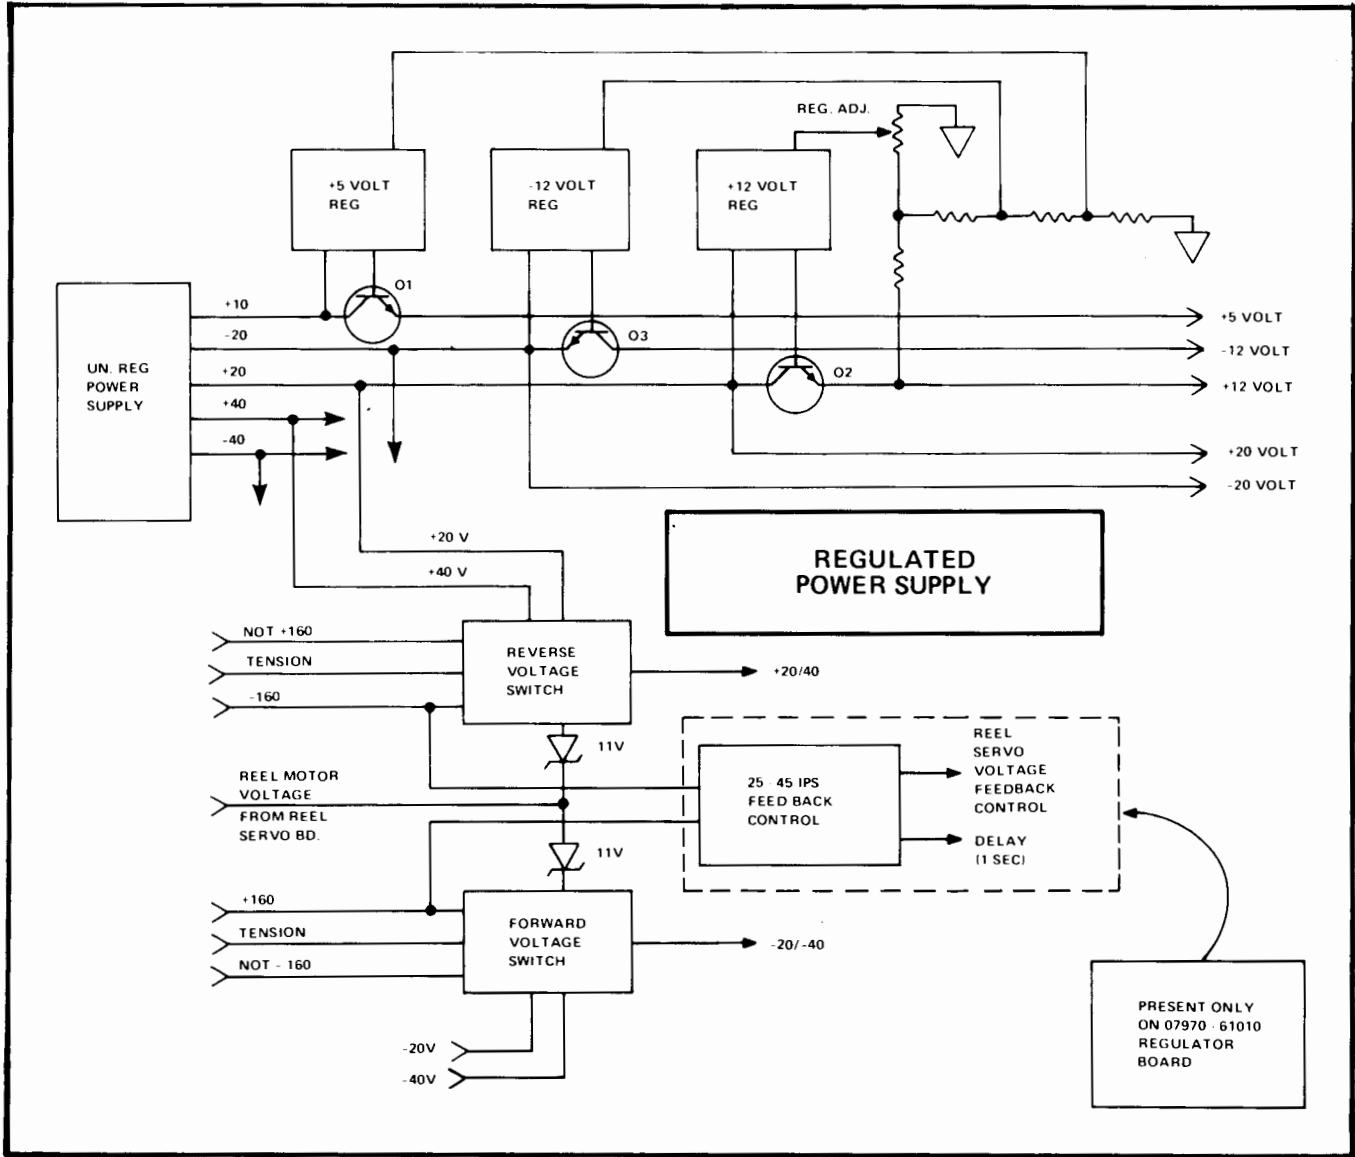 REG. ADJ.
+5 VOLT
REG
-12 VOLT
REG
+12 VOLT
REG
O1
O3
O2
UN. REG
POWER
SUPPLY
+10
-20
+20
+40
-40
+5 VOLT
-12 VOLT
+12 VOLT
+20 VOLT
-20 VOLT
+20 V
+40 V
REGULATED
POWER SUPPLY
NOT +160
TENSION
-160
REVERSE
VOLTAGE
SWITCH
+20/40
11V
REEL MOTOR
VOLTAGE
FROM REEL
SERVO BD.
25 - 45 IPS
FEED BACK
CONTROL
REEL
SERVO
VOLTAGE
FEEDBACK
CONTROL
DELAY
(1 SEC)
11V
+160
TENSION
NOT - 160
FORWARD
VOLTAGE
SWITCH
-20/-40
-20V
-40V
PRESENT ONLY
ON 07970 - 61010
REGULATOR
BOARD